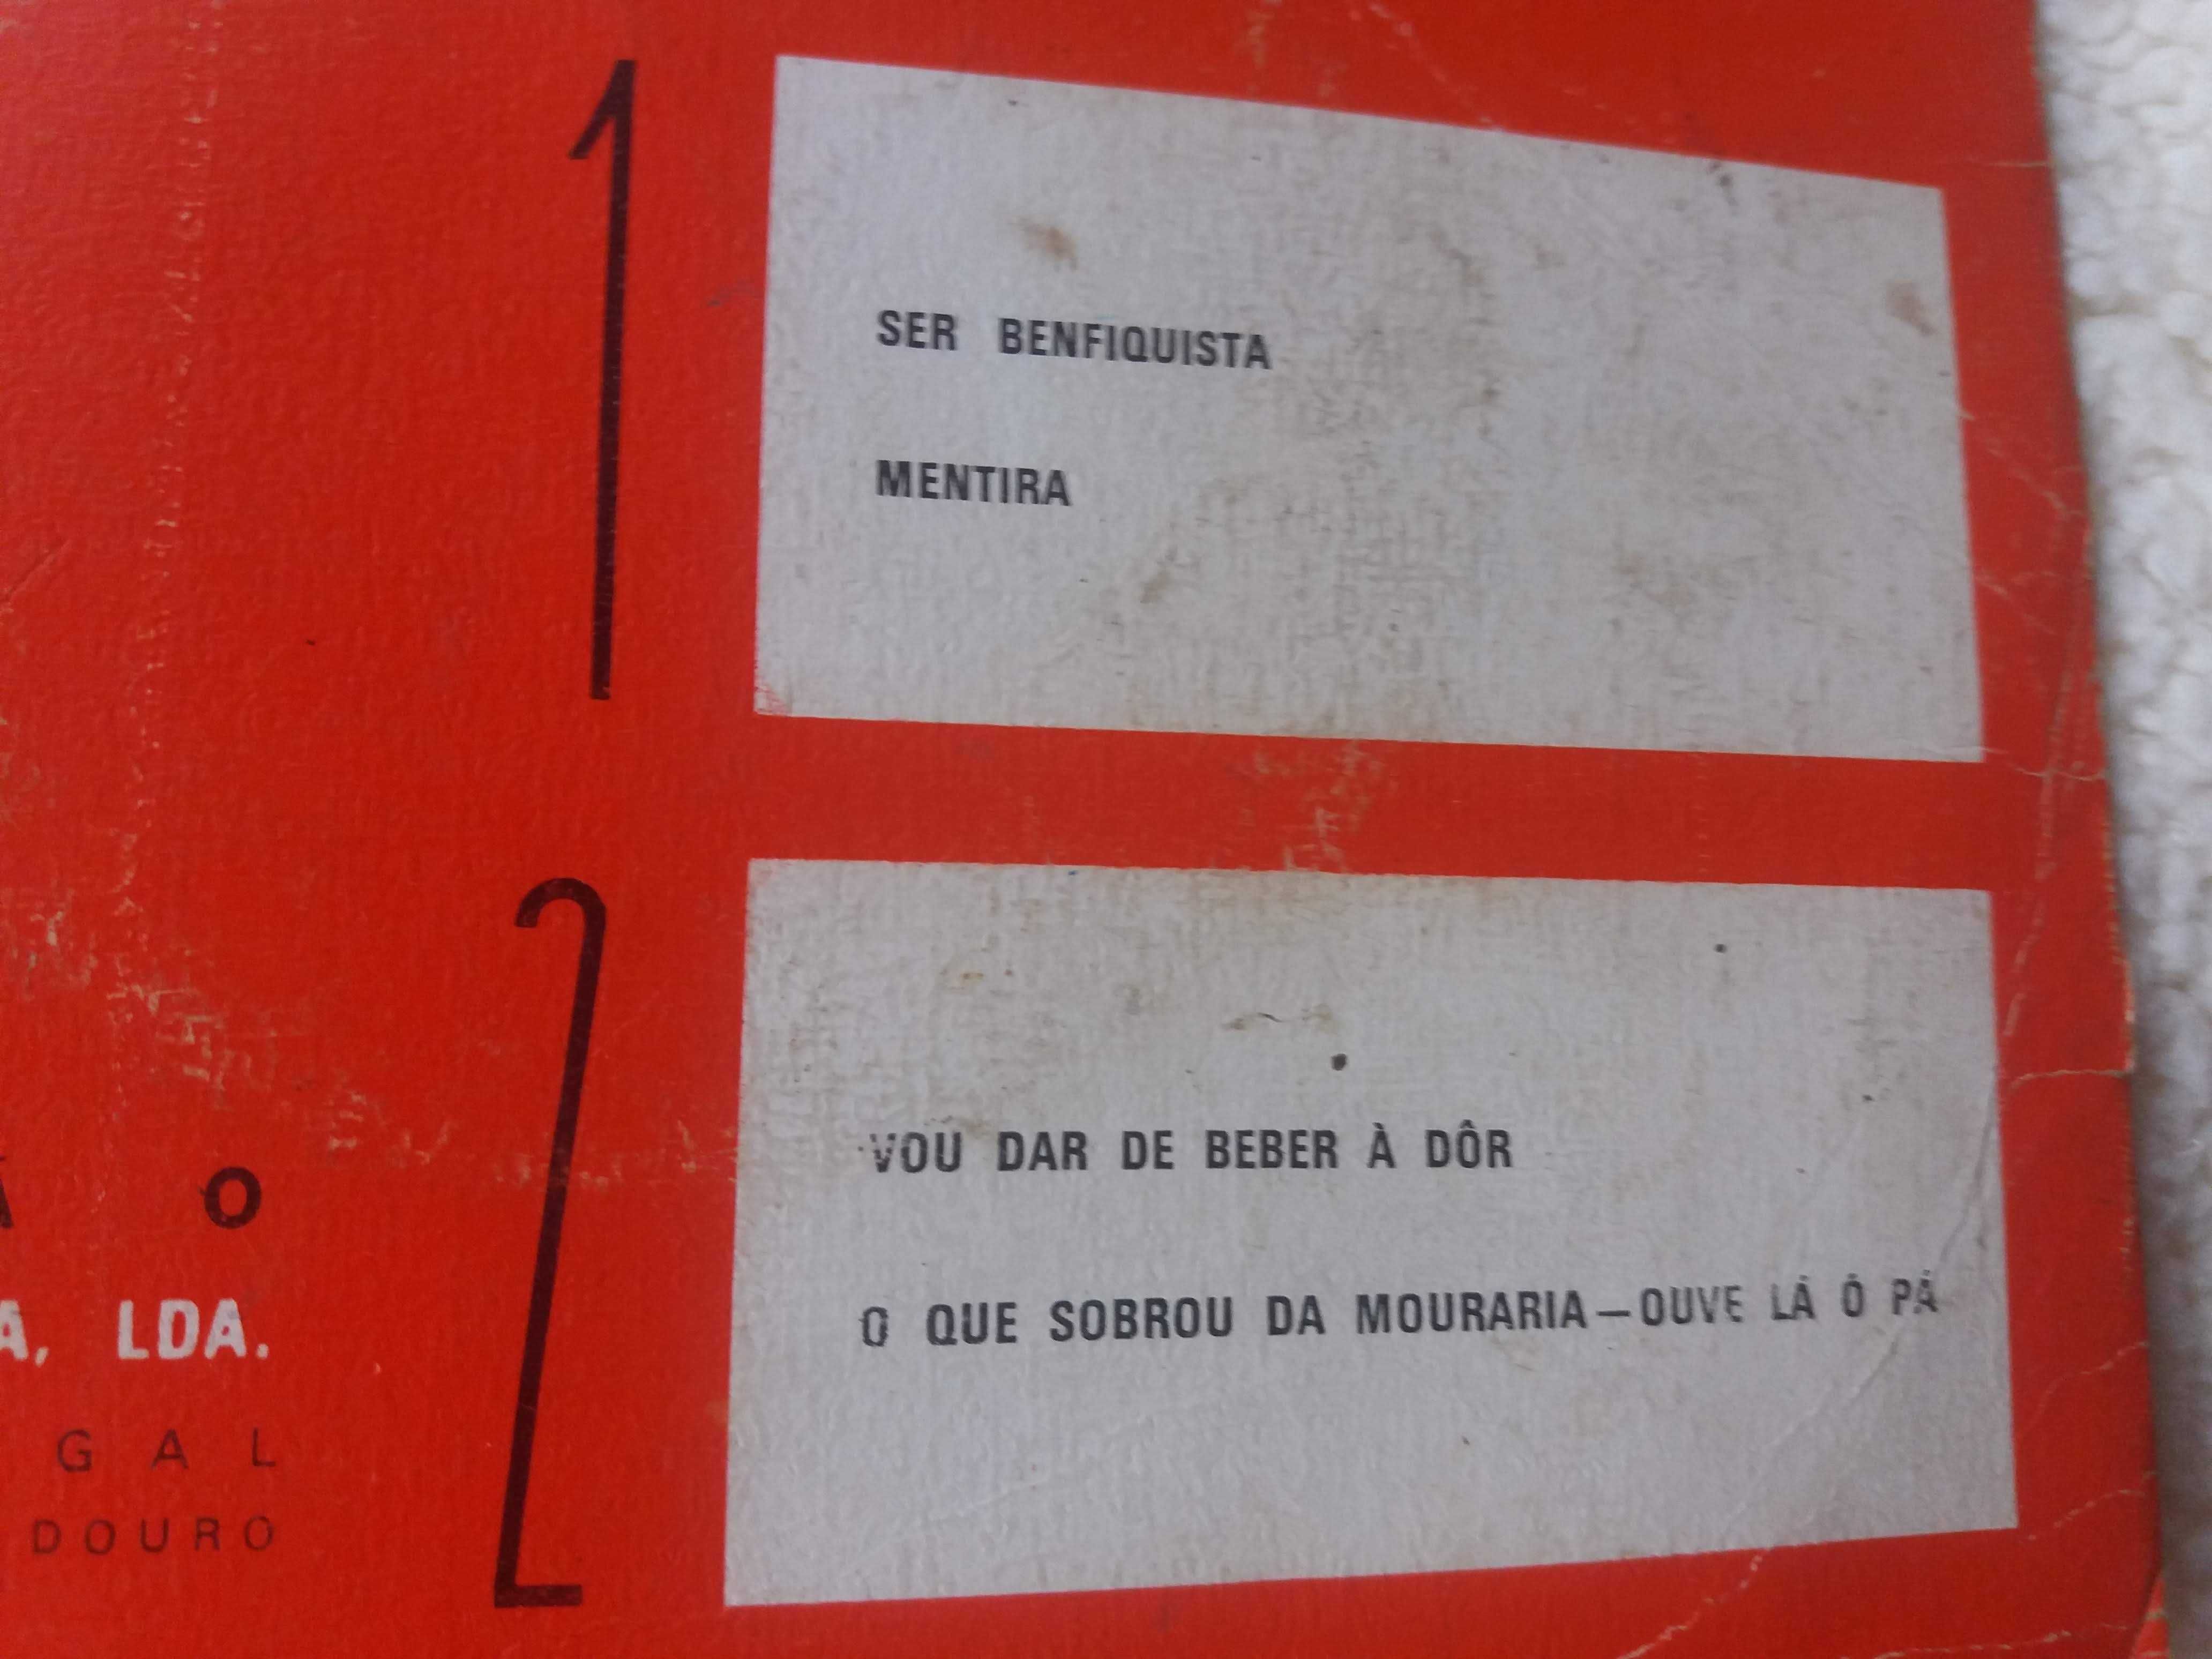 1
SER BENFIQUISTA
MENTIRA
2
VOU DAR DE BEBER À DÔR
O QUE SOBROU DA MOURARIA — OUVE LÁ Ó PÁ
O
A, LDA.
GAL
DOURO